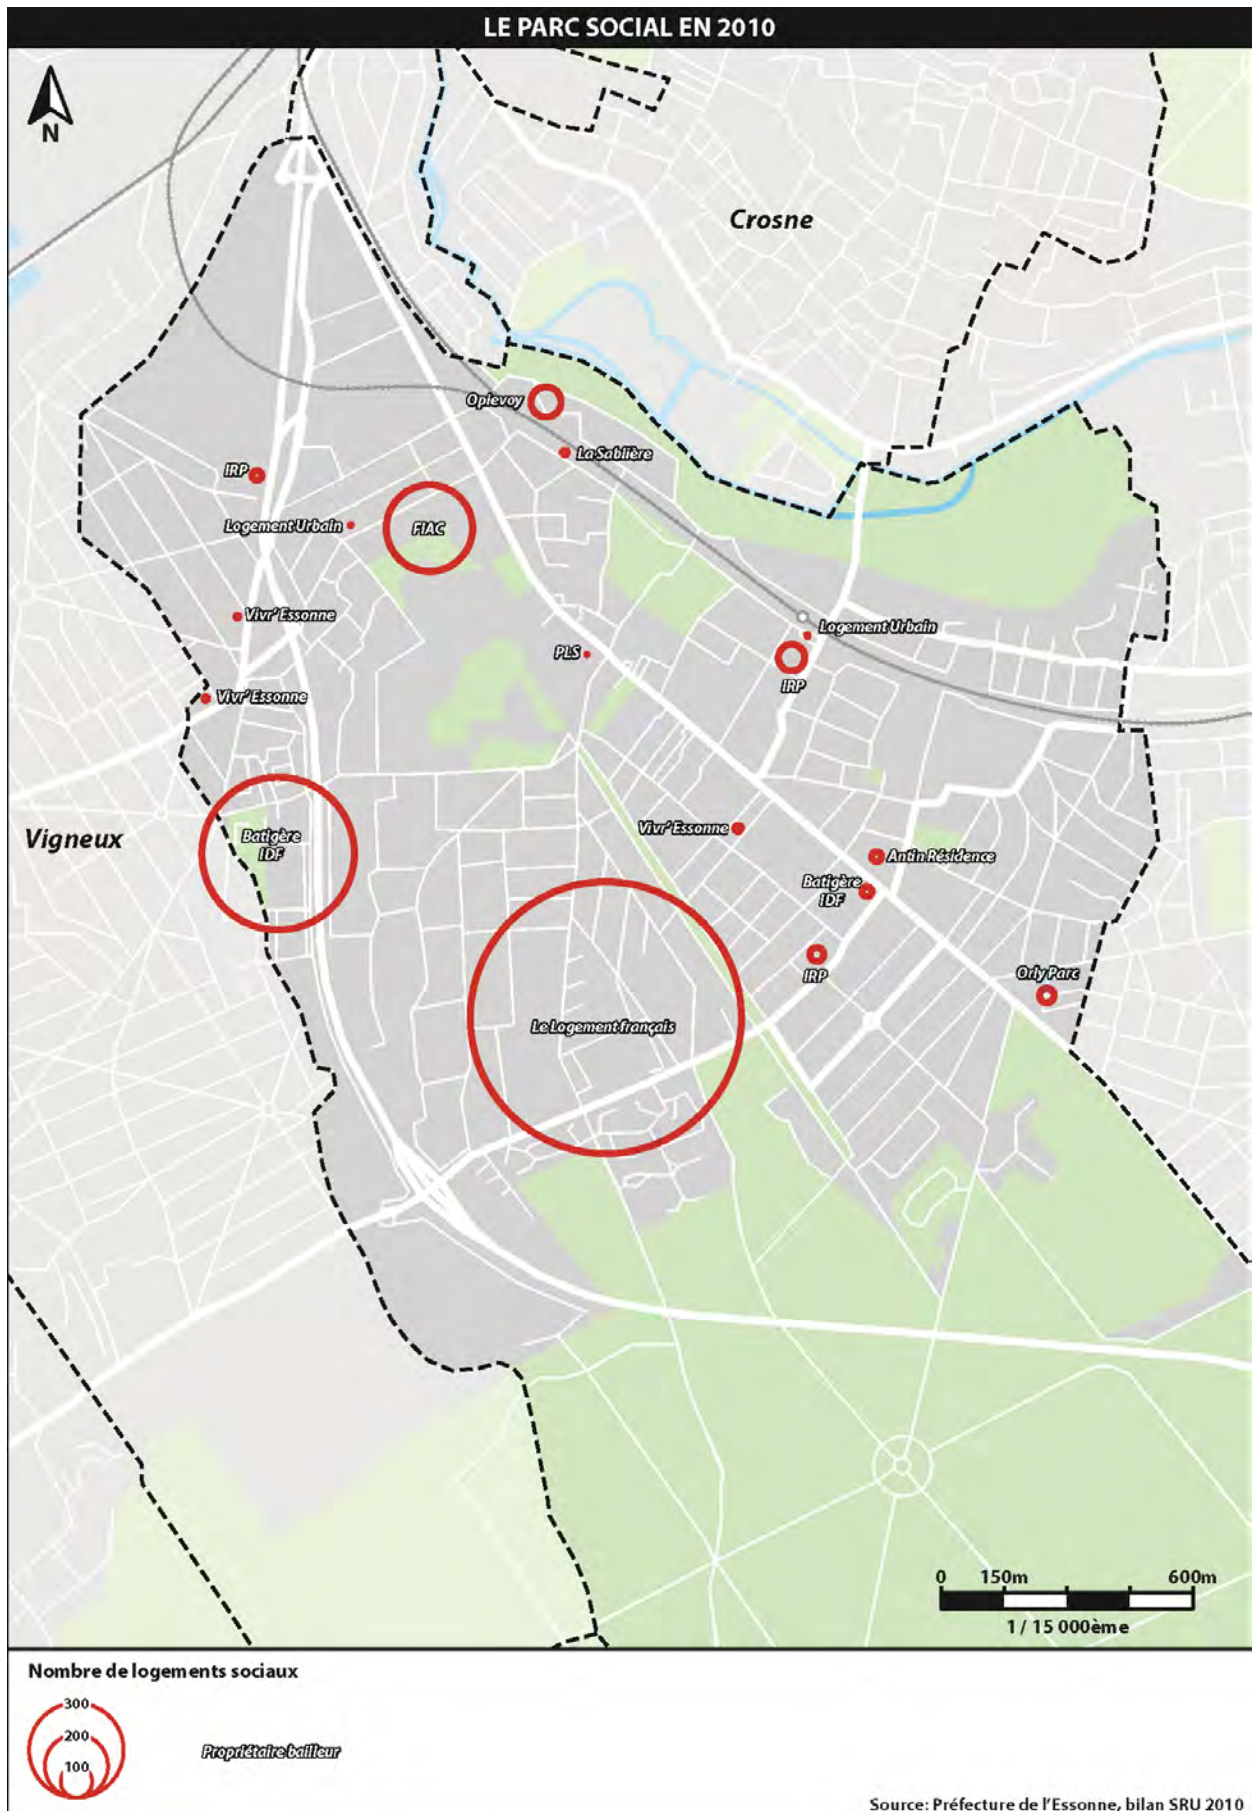 LE PARC SOCIAL EN 2010
N
Crosne
Opievoy
La Sablière
IRP
Logement Urbain
FIAC
Vivr' Essonne
Logement Urbain
PLS
IRP
Vivr' Essonne
Vigneux
Batigère
IDF
Vivr' Essonne
Antin Résidence
Batigère
IDF
IRP
Orly Parc
Le Logement français
0 150m 600m
1 / 15 000ème
Nombre de logements sociaux
300
200
100
Propriétaire bailleur
Source: Préfecture de l'Essonne, bilan SRU 2010